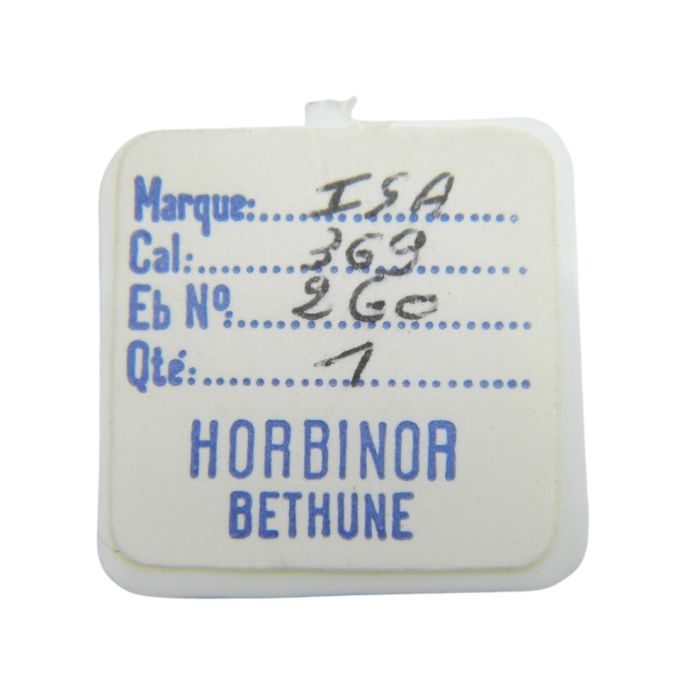 Marque: ISA
Cal: 369
Eb Nº: 260
Qté: 1
HORBINOR
BETHUNE